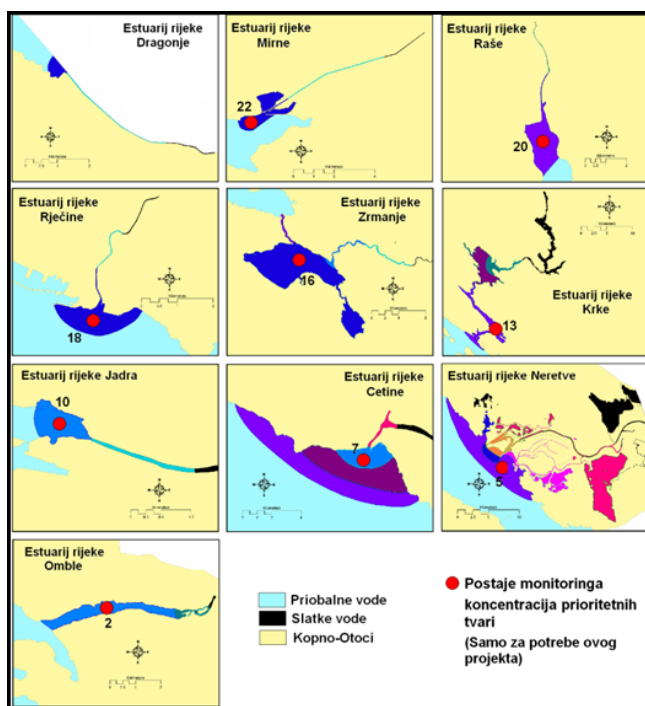 Estuarij rijeke
Dragonje
Estuarij rijeke
Mirne
22
Estuarij rijeke
Raše
20
Estuarij rijeke
Rječine
18
Estuarij rijeke
Zrmanje
16
Estuarij rijeke
Krke
13
Estuarij rijeke Jadra
10
Estuarij rijeke
Cetine
7
Estuarij rijeke Neretve
5
Estuarij rijeke
Omble
2
Priobalne vode
Slatke vode
Kopno-Otoci
Postaje monitoringa
koncentracija prioritetnih
tvari
(Samo za potrebe ovog
projekta)